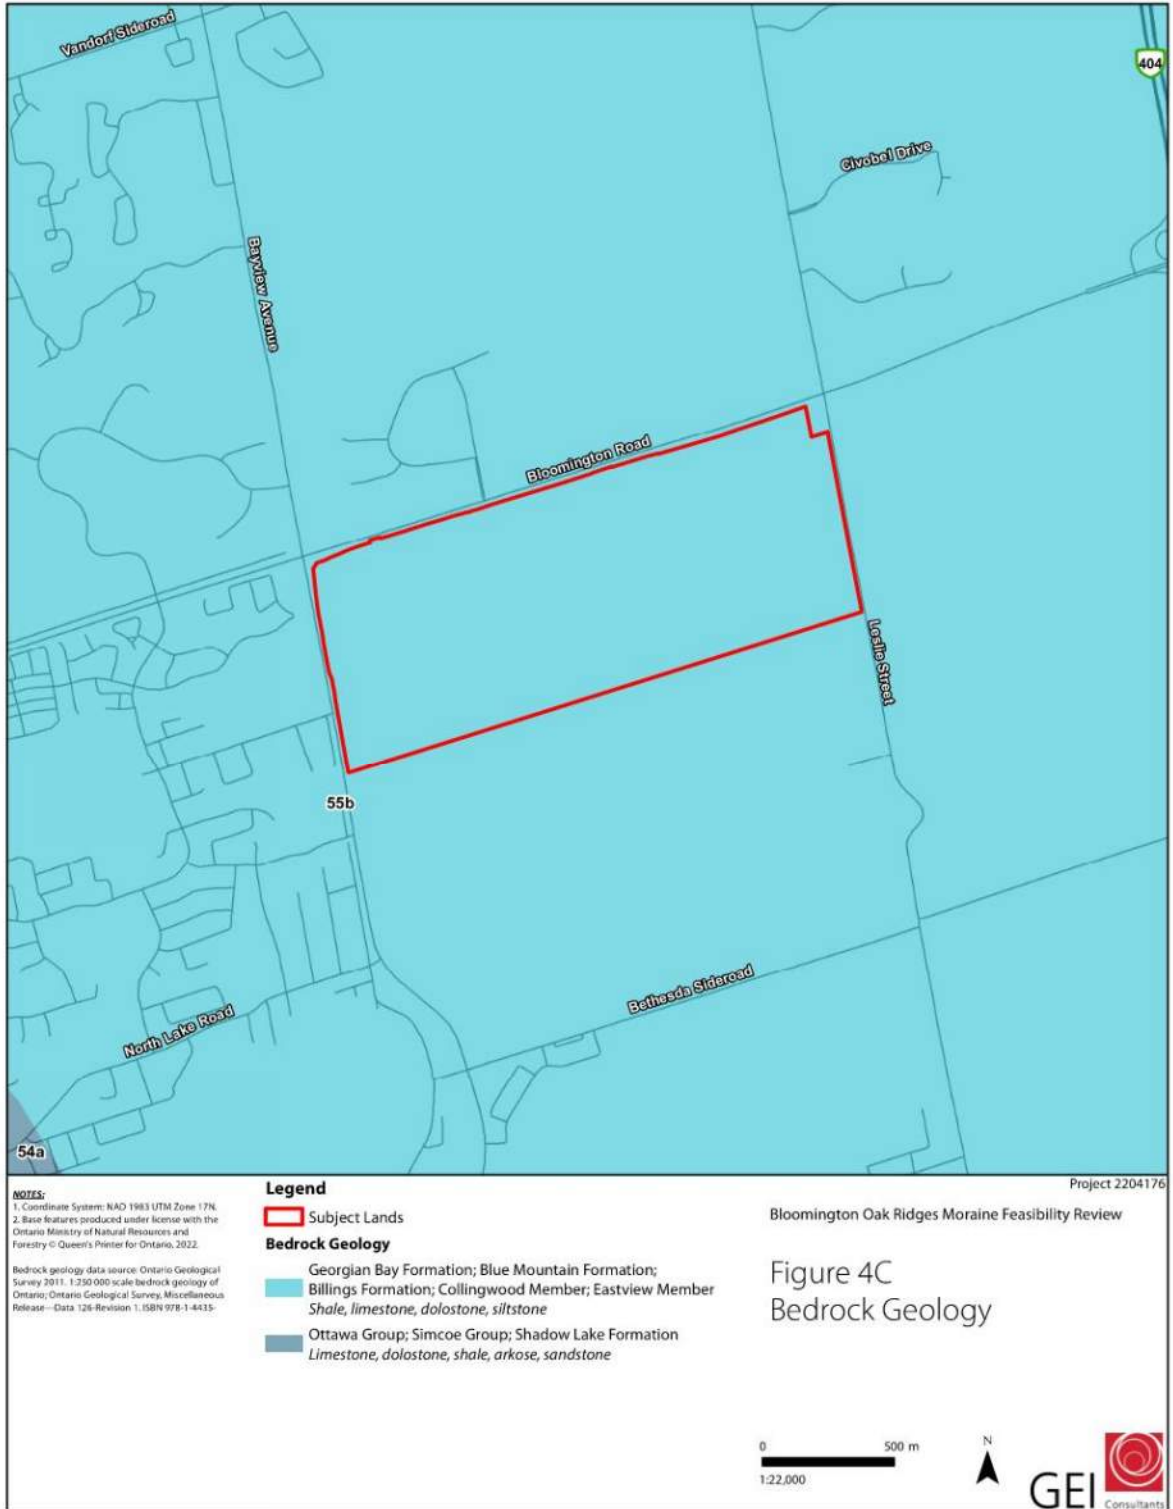 Vandorf Sideroad
404
Civobel Drive
Bayview Avenue
Bloomington Road
Leslie Street
55b
Bethesda Sideroad
North Lake Road
54a
NOTES:
1. Coordinate System: NAD 1983 UTM Zone 17N.
2. Base features produced under license with the
Ontario Ministry of Natural Resources and
Forestry © Queen's Printer for Ontario, 2022.
Bedrock geology data source: Ontario Geological
Survey 2011. 1:250 000 scale bedrock geology of
Ontario; Ontario Geological Survey, Miscellaneous
Release---Data 126-Revision 1. ISBN 978-1-4435-
Legend
Subject Lands
Bedrock Geology
Georgian Bay Formation; Blue Mountain Formation;
Billings Formation; Collingwood Member; Eastview Member
Shale, limestone, dolostone, siltstone
Ottawa Group; Simcoe Group; Shadow Lake Formation
Limestone, dolostone, shale, arkose, sandstone
Project 2204176
Bloomington Oak Ridges Moraine Feasibility Review
Figure 4C
Bedrock Geology
0 500 m
1:22,000
N
GEI Consultants